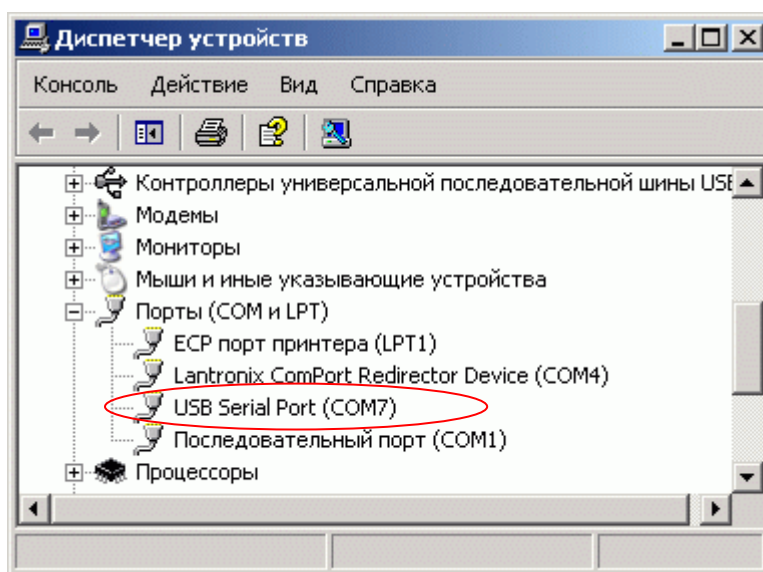 Диспетчер устройств
Консоль Действие Вид Справка
Контроллеры универсальной последовательной шины USB
Модемы
Мониторы
Мыши и иные указывающие устройства
Порты (COM и LPT)
ECP порт принтера (LPT1)
Lantronix ComPort Redirector Device (COM4)
USB Serial Port (COM7)
Последовательный порт (COM1)
Процессоры